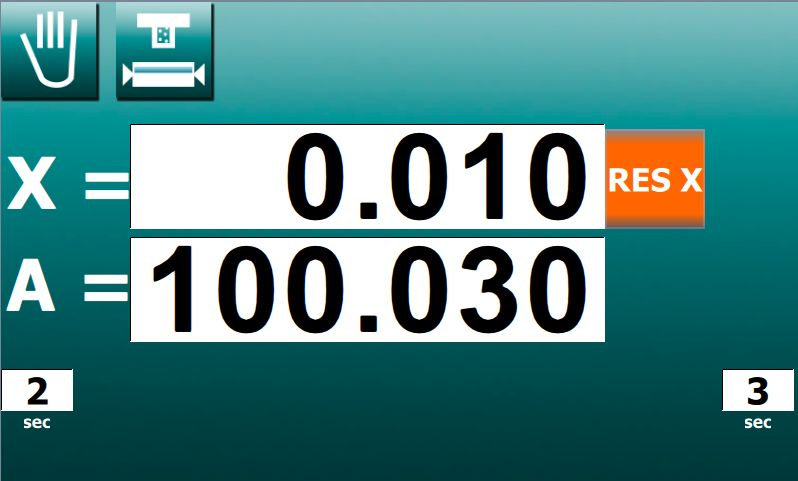 X = 0.010 RES X
A = 100.030
2 3
sec sec